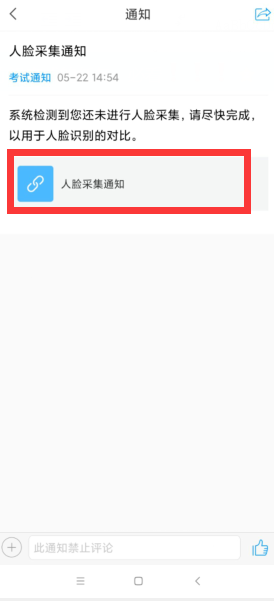 通知
人脸采集通知
考试通知 05-22 14:54
系统检测到您还未进行人脸采集，请尽快完成，
以用于人脸识别的对比。
人脸采集通知
此通知禁止评论